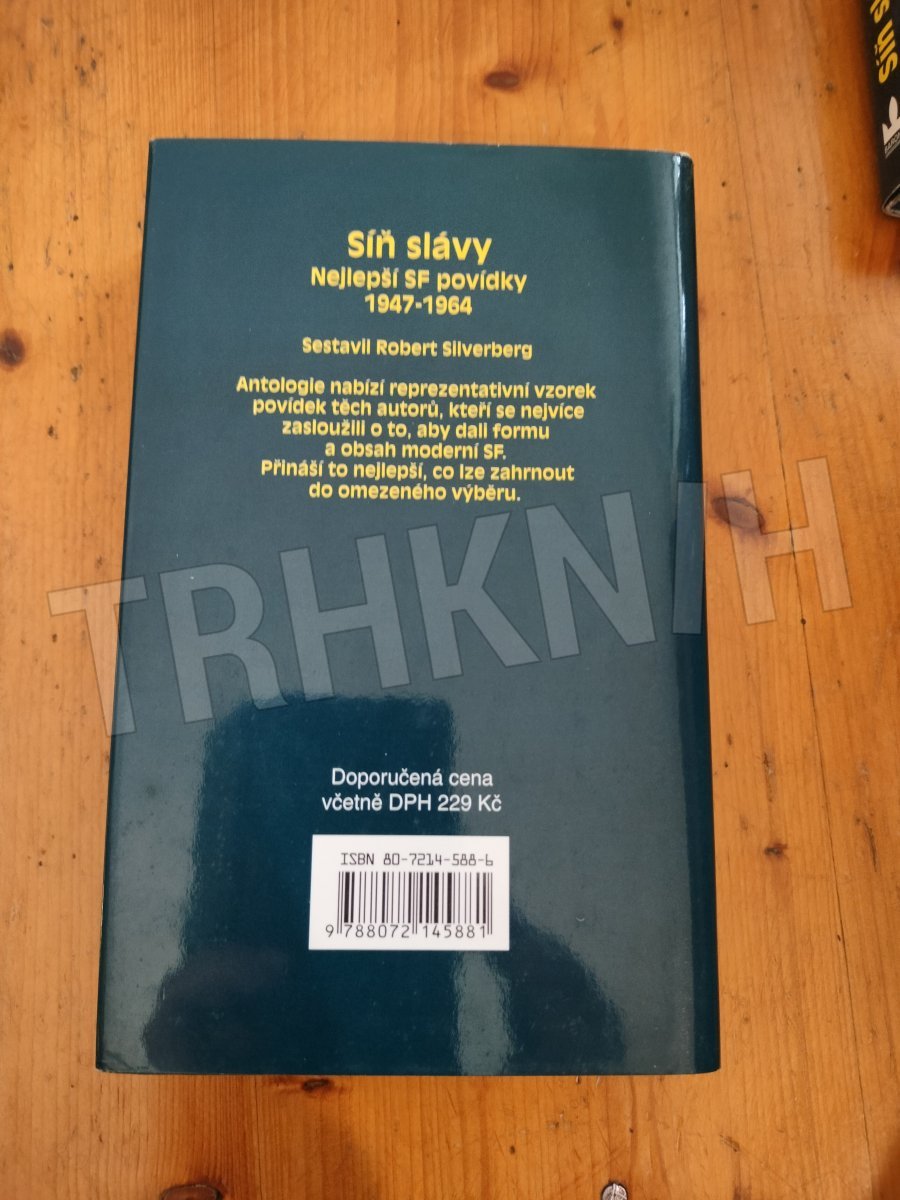 Síň slávy
Nejlepší SF povídky
1947-1964
Sestavil Robert Silverberg
Antologie nabízí reprezentativní vzorek
povídek těch autorů, kteří se nejvíce
zasloužili o to, aby dali formu
a obsah moderní SF.
Přináší to nejlepší, co lze zahrnout
do omezeného výběru.
TRHKNIH
Doporučená cena
včetně DPH 229 Kč
ISBN 80-7214-588-6
9 788072 145881
Síň